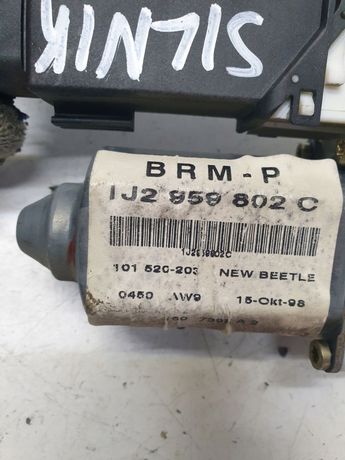 SILNIK
BRM-P
1J2 959 802 C
1J2959802C
101 520-203 NEW BEETLE
0450 AW9 15-Okt-98